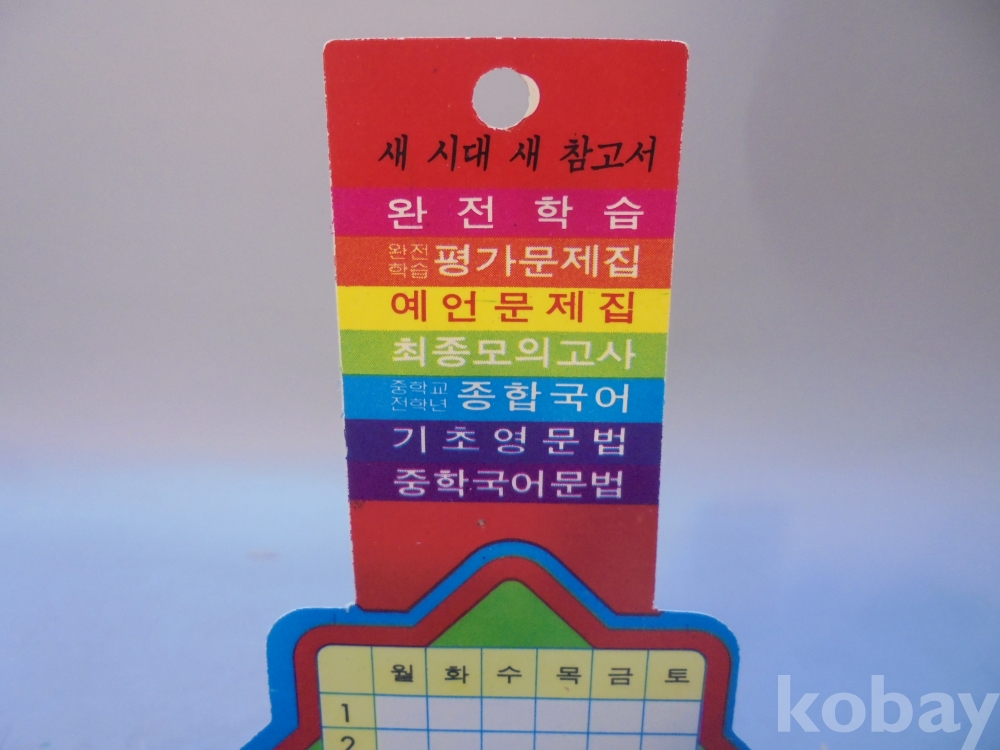 새 시대 새 참고서
완전학습
완전학습 평가문제집
예언문제집
최종모의고사
중학교 전학년 종합국어
기초영문법
중학국어문법
월 화 수 목 금 토
1
2
kobay